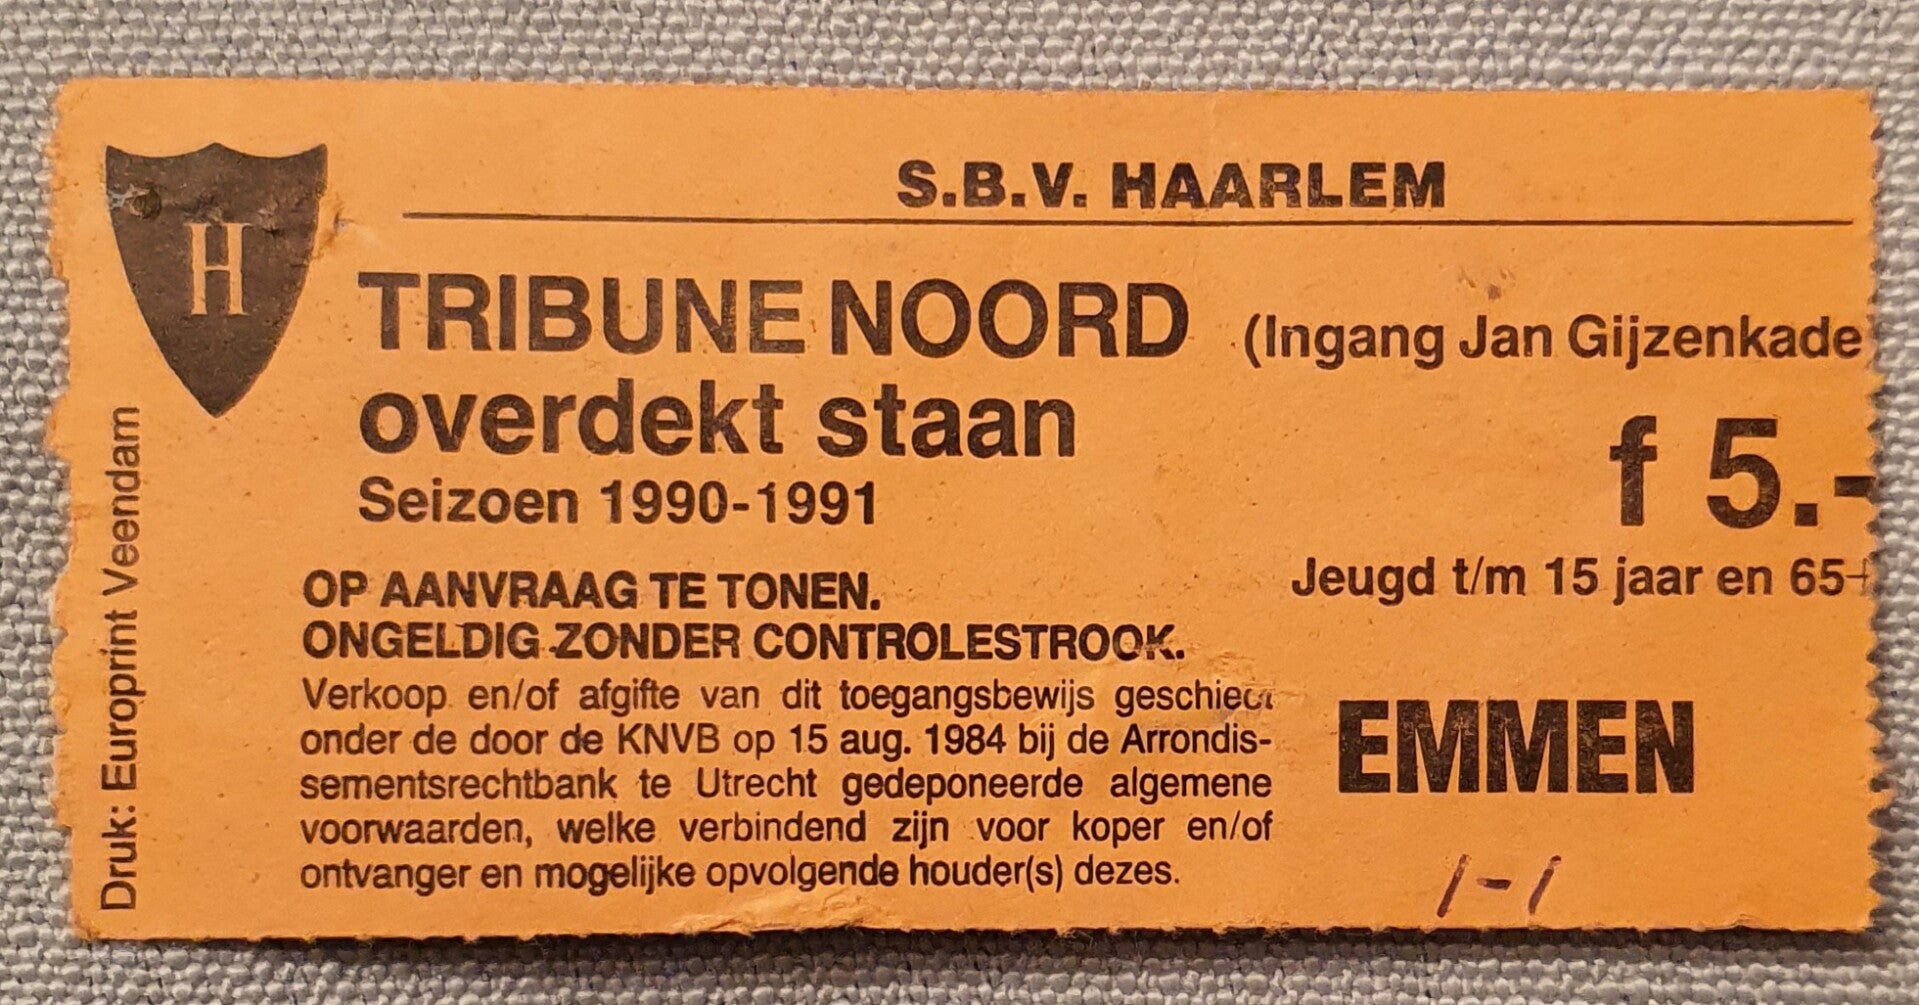 H
S.B.V. HAARLEM
TRIBUNE NOORD (Ingang Jan Gijzenkade
overdekt staan
Seizoen 1990-1991
f 5.-
Jeugd t/m 15 jaar en 65+
OP AANVRAAG TE TONEN.
ONGELDIG ZONDER CONTROLESTROOK.
Verkoop en/of afgifte van dit toegangsbewijs geschiedt
onder de door de KNVB op 15 aug. 1984 bij de Arrondis-
sementsrechtbank te Utrecht gedeponeerde algemene
voorwaarden, welke verbindend zijn voor koper en/of
ontvanger en mogelijke opvolgende houder(s) dezes.
EMMEN
1-1
Druk: Europrint Veendam